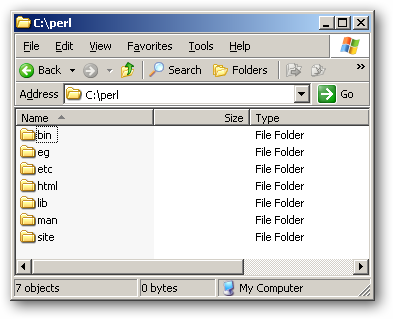 C:\perl
File Edit View Favorites Tools Help
Back Search Folders »
Address C:\perl Go
Name Size Type
bin File Folder
eg File Folder
etc File Folder
html File Folder
lib File Folder
man File Folder
site File Folder
7 objects 0 bytes My Computer